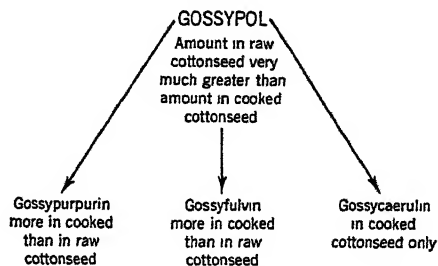 GOSSYPOL
Amount in raw
cottonseed very
much greater than
amount in cooked
cottonseed
Gossypurpurin
more in cooked
than in raw
cottonseed
Gossyfulvin
more in cooked
than in raw
cottonseed
Gossycaerulin
in cooked
cottonseed only